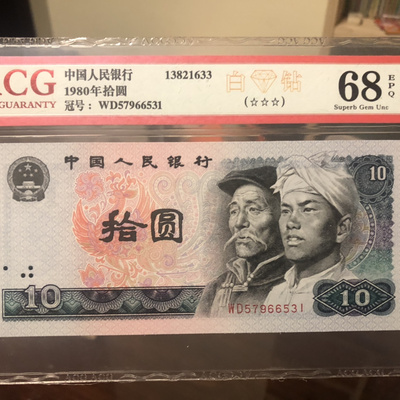 ACG
GUARANTY
中国人民银行 13821633
1980年拾圆
冠号：WD57966531
白 钻
(☆☆☆)
68 EPQ
Superb Gem Unc
中国人民银行
10
拾圆
WD57966531
10
10